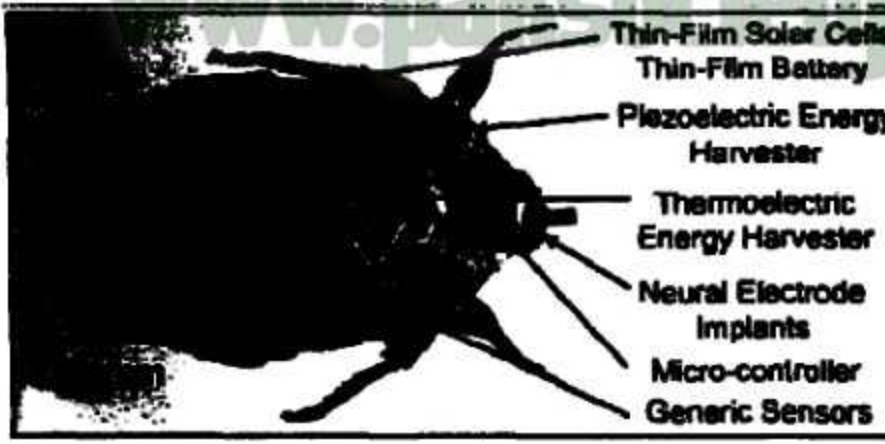 Thin-Film Solar Cells
Thin-Film Battery
Piezoelectric Energy
Harvester
Thermoelectric
Energy Harvester
Neural Electrode
Implants
Micro-controller
Generic Sensors